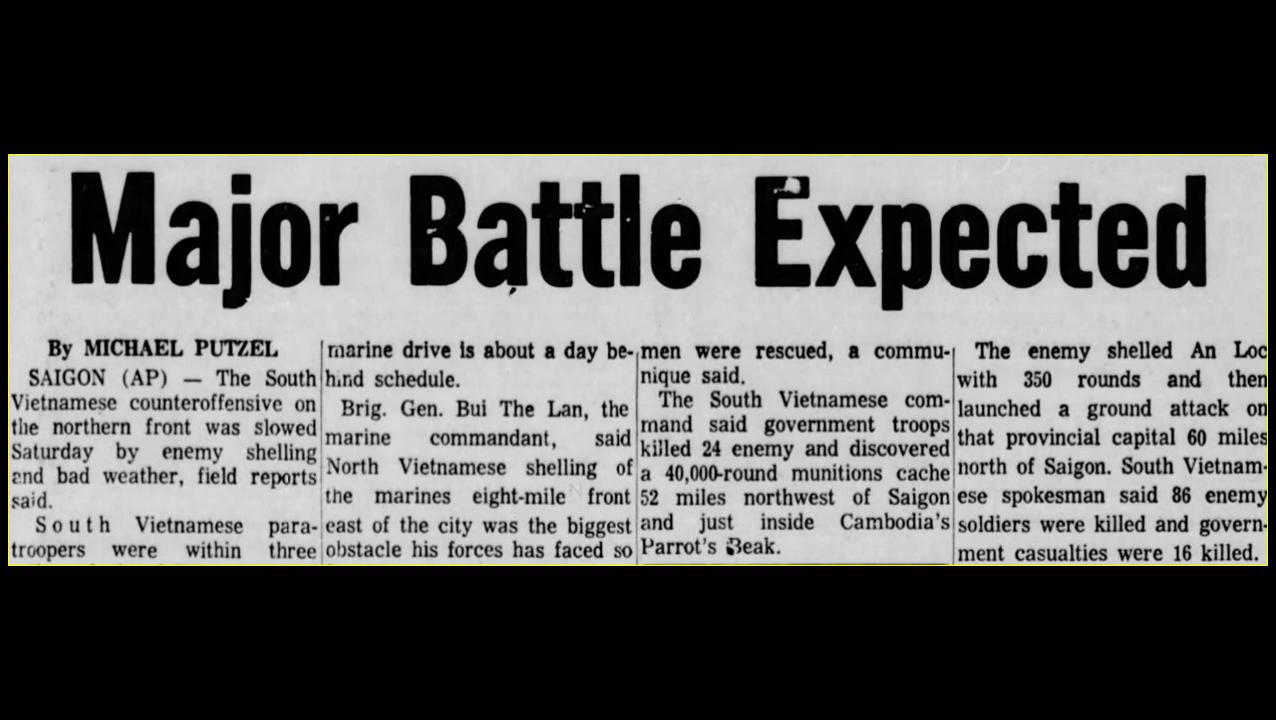 Major Battle Expected
By MICHAEL PUTZEL
SAIGON (AP) — The South
Vietnamese counteroffensive on
the northern front was slowed
Saturday by enemy shelling
and bad weather, field reports
said.
South Vietnamese para-
troopers were within three
marine drive is about a day be-
hind schedule.
Brig. Gen. Bui The Lan, the
marine commandant, said
North Vietnamese shelling of
the marines eight-mile front
east of the city was the biggest
obstacle his forces has faced so
men were rescued, a commu-
nique said.
The South Vietnamese com-
mand said government troops
killed 24 enemy and discovered
a 40,000-round munitions cache
52 miles northwest of Saigon
and just inside Cambodia's
Parrot's Beak.
The enemy shelled An Loc
with 350 rounds and then
launched a ground attack on
that provincial capital 60 miles
north of Saigon. South Vietnam-
ese spokesman said 86 enemy
soldiers were killed and govern-
ment casualties were 16 killed.